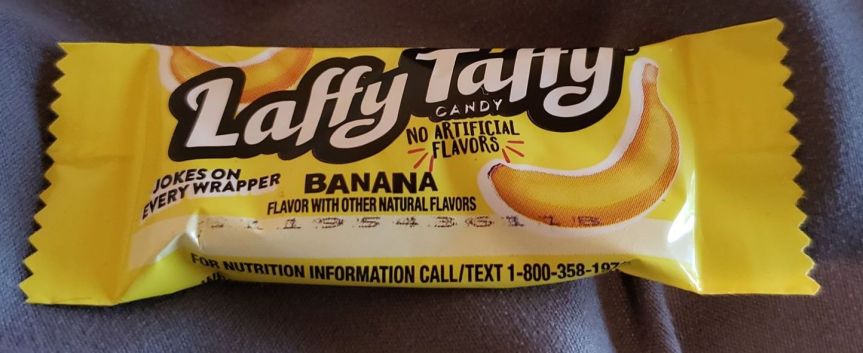 Laffy Taffy
CANDY
NO ARTIFICIAL
FLAVORS
JOKES ON
EVERY WRAPPER
BANANA
FLAVOR WITH OTHER NATURAL FLAVORS
FOR NUTRITION INFORMATION CALL/TEXT